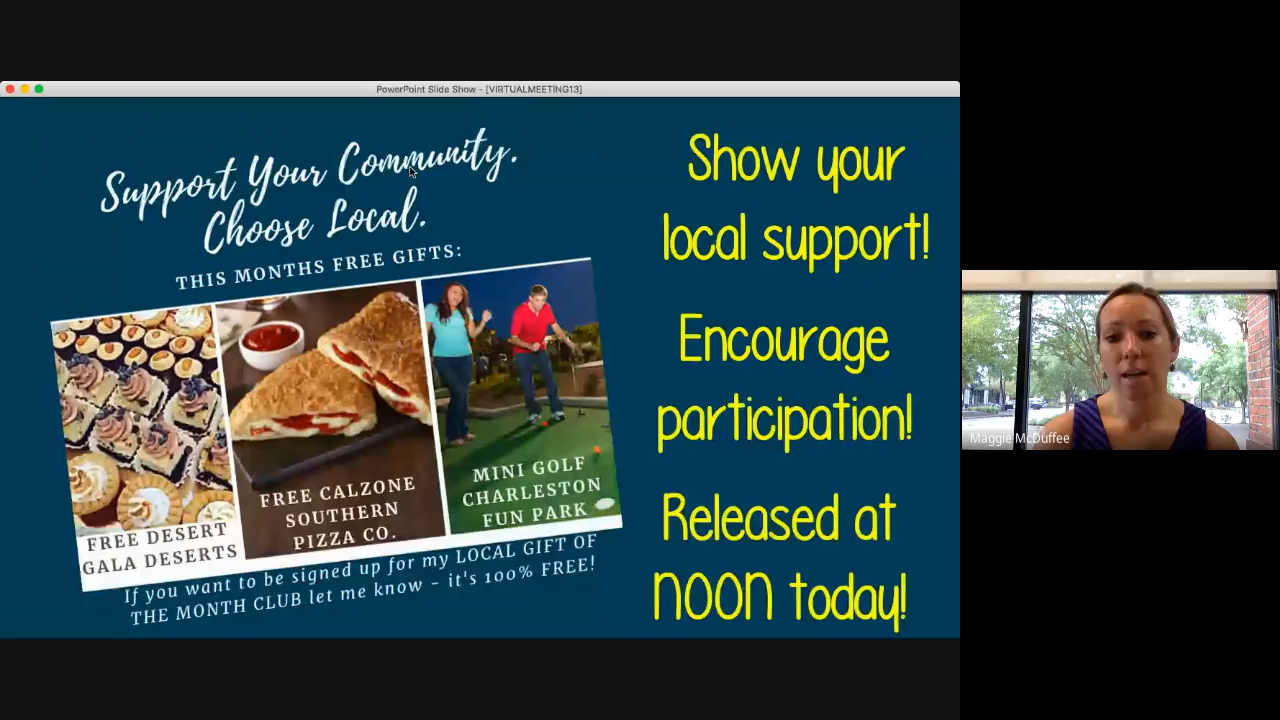 PowerPoint Slide Show - [VIRTUALMEETING13]
Support Your Community.
Choose Local.
THIS MONTHS FREE GIFTS:
FREE DESERT
GALA DESERTS
FREE CALZONE
SOUTHERN
PIZZA CO.
MINI GOLF
CHARLESTON
FUN PARK
If you want to be signed up for my LOCAL GIFT OF
THE MONTH CLUB let me know - it's 100% FREE!
Show your
local support!
Encourage
participation!
Released at
NOON today!
Maggie McDuffee